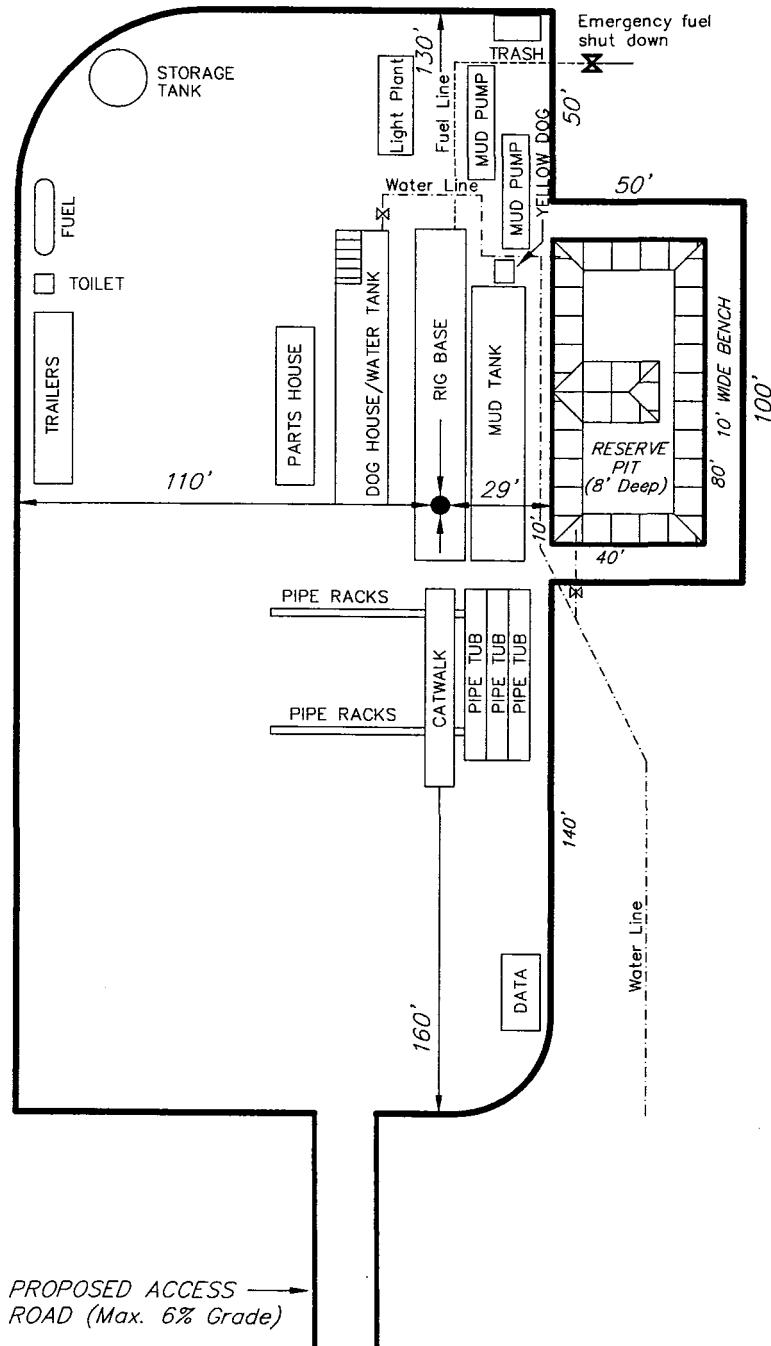 Emergency fuel
shut down
TRASH
130'
STORAGE
TANK
Light Plant
Fuel Line
MUD PUMP
50'
MUD PUMP
YELLOW DOG
Water Line
50'
FUEL
TOILET
TRAILERS
PARTS HOUSE
DOG HOUSE/WATER TANK
RIG BASE
MUD TANK
RESERVE
PIT
(8' Deep)
80'
10' WIDE BENCH
100'
110'
29'
10'
40'
PIPE RACKS
CATWALK
PIPE TUB
PIPE TUB
PIPE TUB
PIPE RACKS
140'
Water Line
DATA
160'
PROPOSED ACCESS
ROAD (Max. 6% Grade)